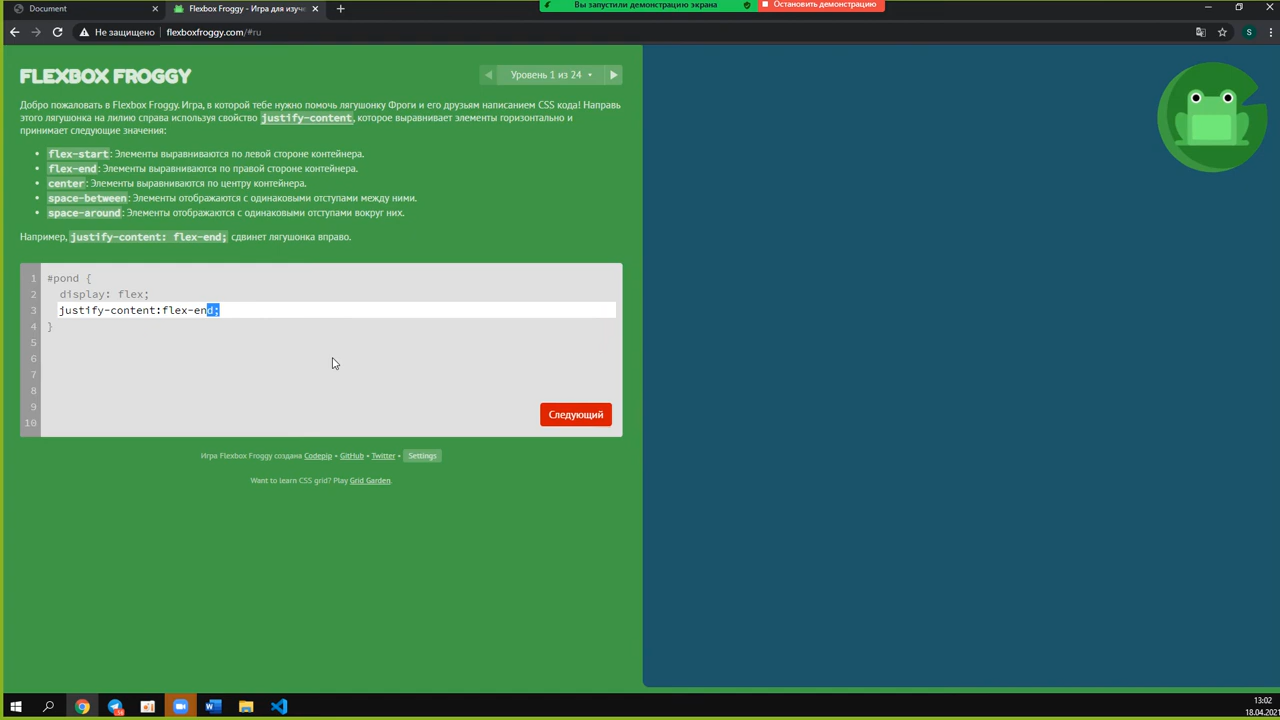 Document
Flexbox Froggy - Игра для изуч
Вы запустили демонстрацию экрана
Остановить демонстрацию
Не защищено
flexboxfroggy.com/#ru
S
FLEXBOX FROGGY
Уровень 1 из 24
Добро пожаловать в Flexbox Froggy. Игра, в которой тебе нужно помочь лягушонку Фроги и его друзьям написанием CSS кода! Направь
этого лягушонка на лилию справа используя свойство justify-content, которое выравнивает элементы горизонтально и
принимает следующие значения:
• flex-start: Элементы выравниваются по левой стороне контейнера.
• flex-end: Элементы выравниваются по правой стороне контейнера.
• center: Элементы выравниваются по центру контейнера.
• space-between: Элементы отображаются с одинаковыми отступами между ними.
• space-around: Элементы отображаются с одинаковыми отступами вокруг них.
Например, justify-content: flex-end; сдвинет лягушонка вправо.
1 #pond {
2 display: flex;
3 justify-content:flex-end;
4 }
5
6
7
8
9
10
Следующий
Игра Flexbox Froggy создана Codepip • GitHub • Twitter • Settings
Want to learn CSS grid? Play Grid Garden.
13:02
18.04.2021